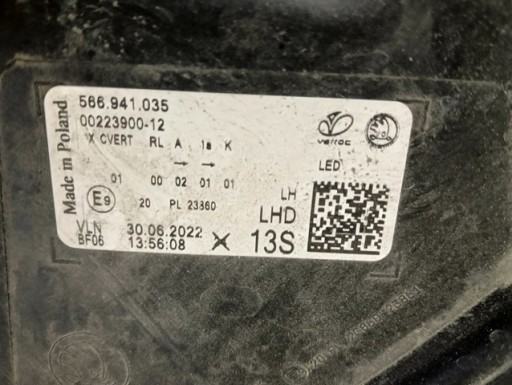 Made in Poland
566.941.035
00223900-12
X CVERT RL A 1a K
→ →
01 00 02 01 01
E9
20 PL 23360
VLN 30.06.2022
BF06 13:56:08
varroc
LED
LH
LHD
13S